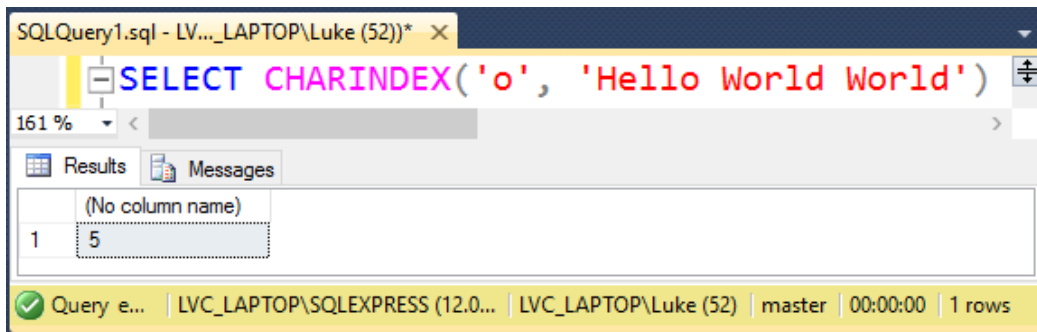 SQLQuery1.sql - LV..._LAPTOP\Luke (52))*
SELECT CHARINDEX('o', 'Hello World World')
161 %
Results Messages
(No column name)
1 5
Query e... LVC_LAPTOP\SQLEXPRESS (12.0... LVC_LAPTOP\Luke (52) master 00:00:00 1 rows